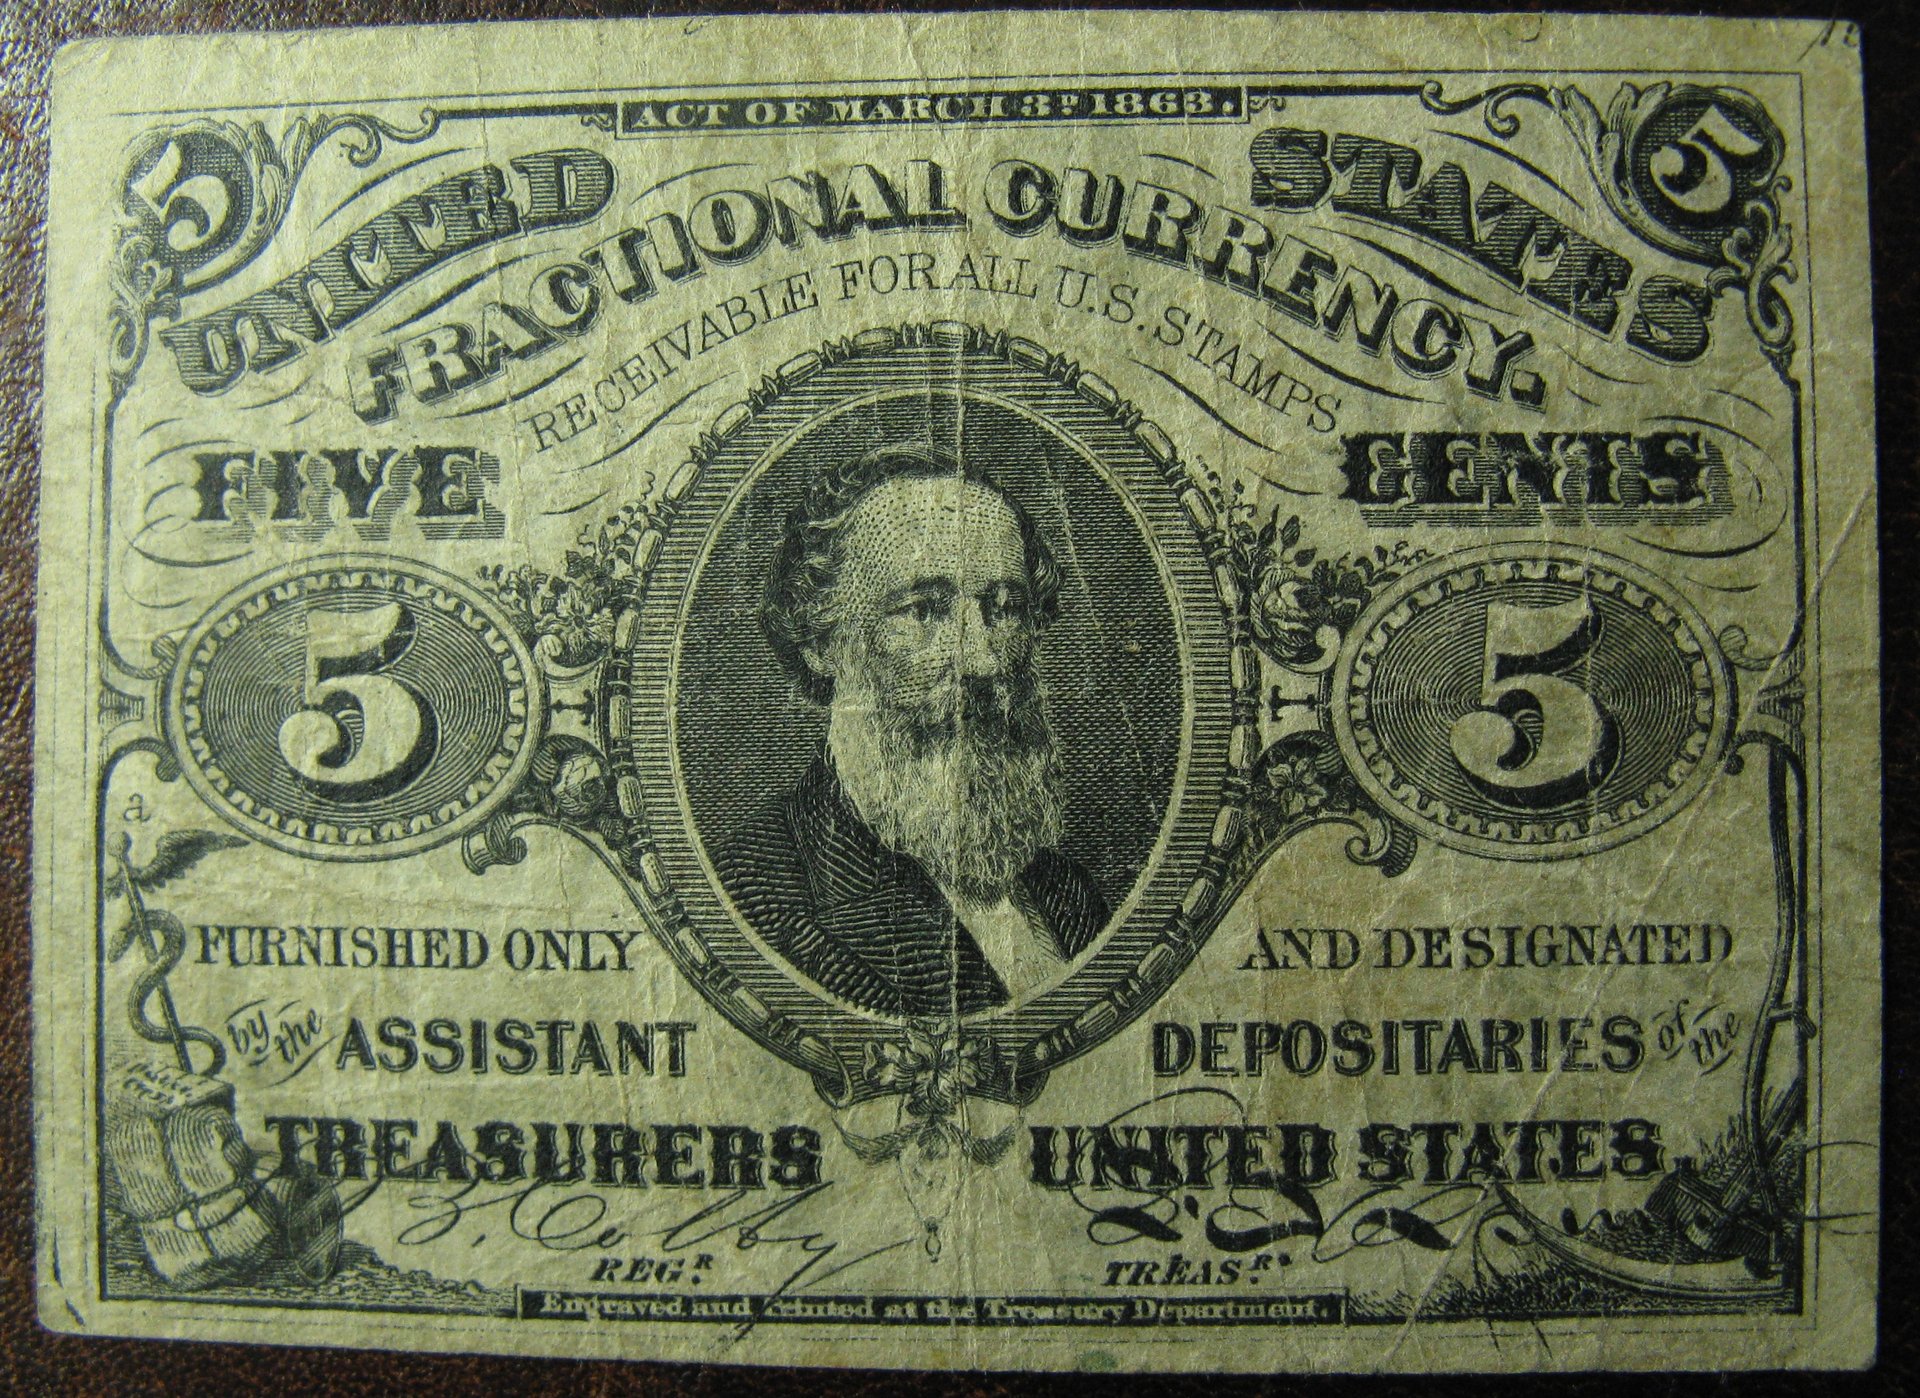 ACT OF MARCH 3D 1863.
5 UNITED STATES 5
FRACTIONAL CURRENCY.
RECEIVABLE FOR ALL U.S. STAMPS
FIVE CENTS
5 5
a
FURNISHED ONLY AND DESIGNATED
by the ASSISTANT DEPOSITARIES of the
TREASURERS UNITED STATES.
S. Colby
REG.R TREAS.R
Engraved and Printed at the Treasury Department.